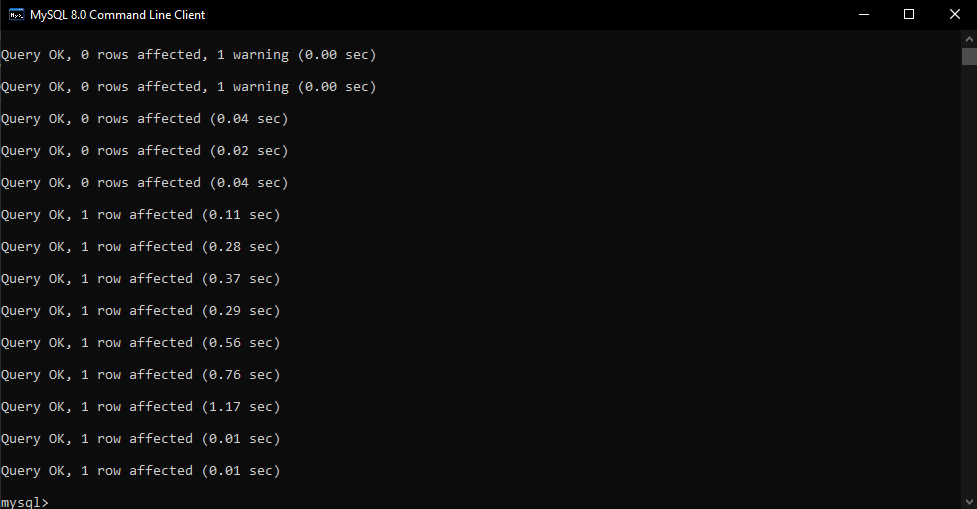 MySQL 8.0 Command Line Client
Query OK, 0 rows affected, 1 warning (0.00 sec)
Query OK, 0 rows affected, 1 warning (0.00 sec)
Query OK, 0 rows affected (0.04 sec)
Query OK, 0 rows affected (0.02 sec)
Query OK, 0 rows affected (0.04 sec)
Query OK, 1 row affected (0.11 sec)
Query OK, 1 row affected (0.28 sec)
Query OK, 1 row affected (0.37 sec)
Query OK, 1 row affected (0.29 sec)
Query OK, 1 row affected (0.56 sec)
Query OK, 1 row affected (0.76 sec)
Query OK, 1 row affected (1.17 sec)
Query OK, 1 row affected (0.01 sec)
Query OK, 1 row affected (0.01 sec)
mysql>